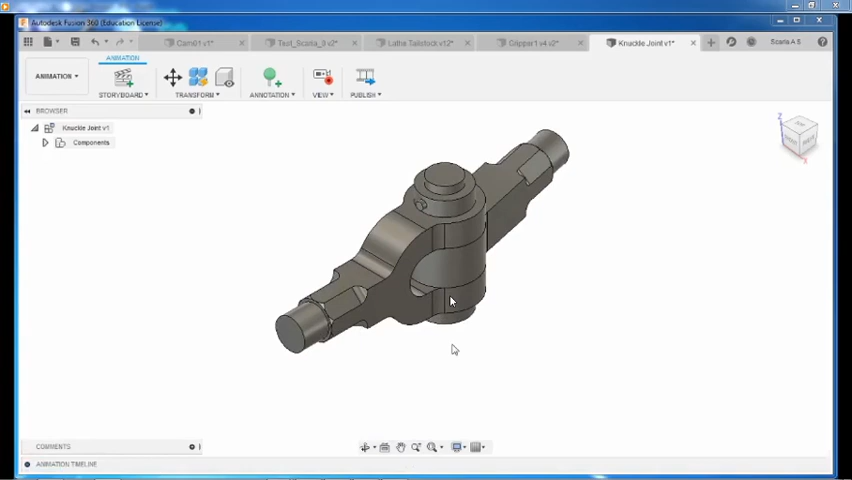 Autodesk Fusion 360 (Education License)
Cam01 v1*
Test_Scaria_3 v2*
Lathe Tailstock v12*
Gripper1 v4 v2*
Knuckle Joint v1*
Scaria A S
ANIMATION
ANIMATION
STORYBOARD
TRANSFORM
ANNOTATION
VIEW
PUBLISH
BROWSER
Knuckle Joint v1
Components
Z
X
COMMENTS
ANIMATION TIMELINE